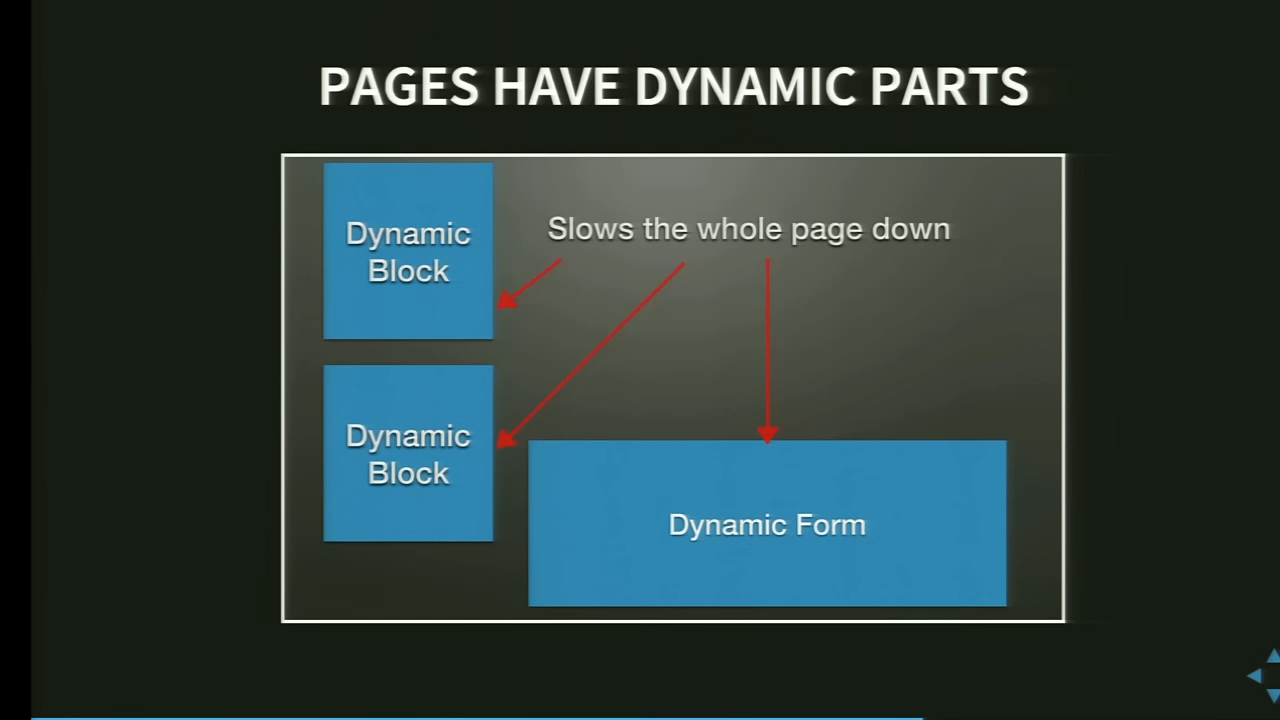 PAGES HAVE DYNAMIC PARTS
Dynamic
Block
Slows the whole page down
Dynamic
Block
Dynamic Form